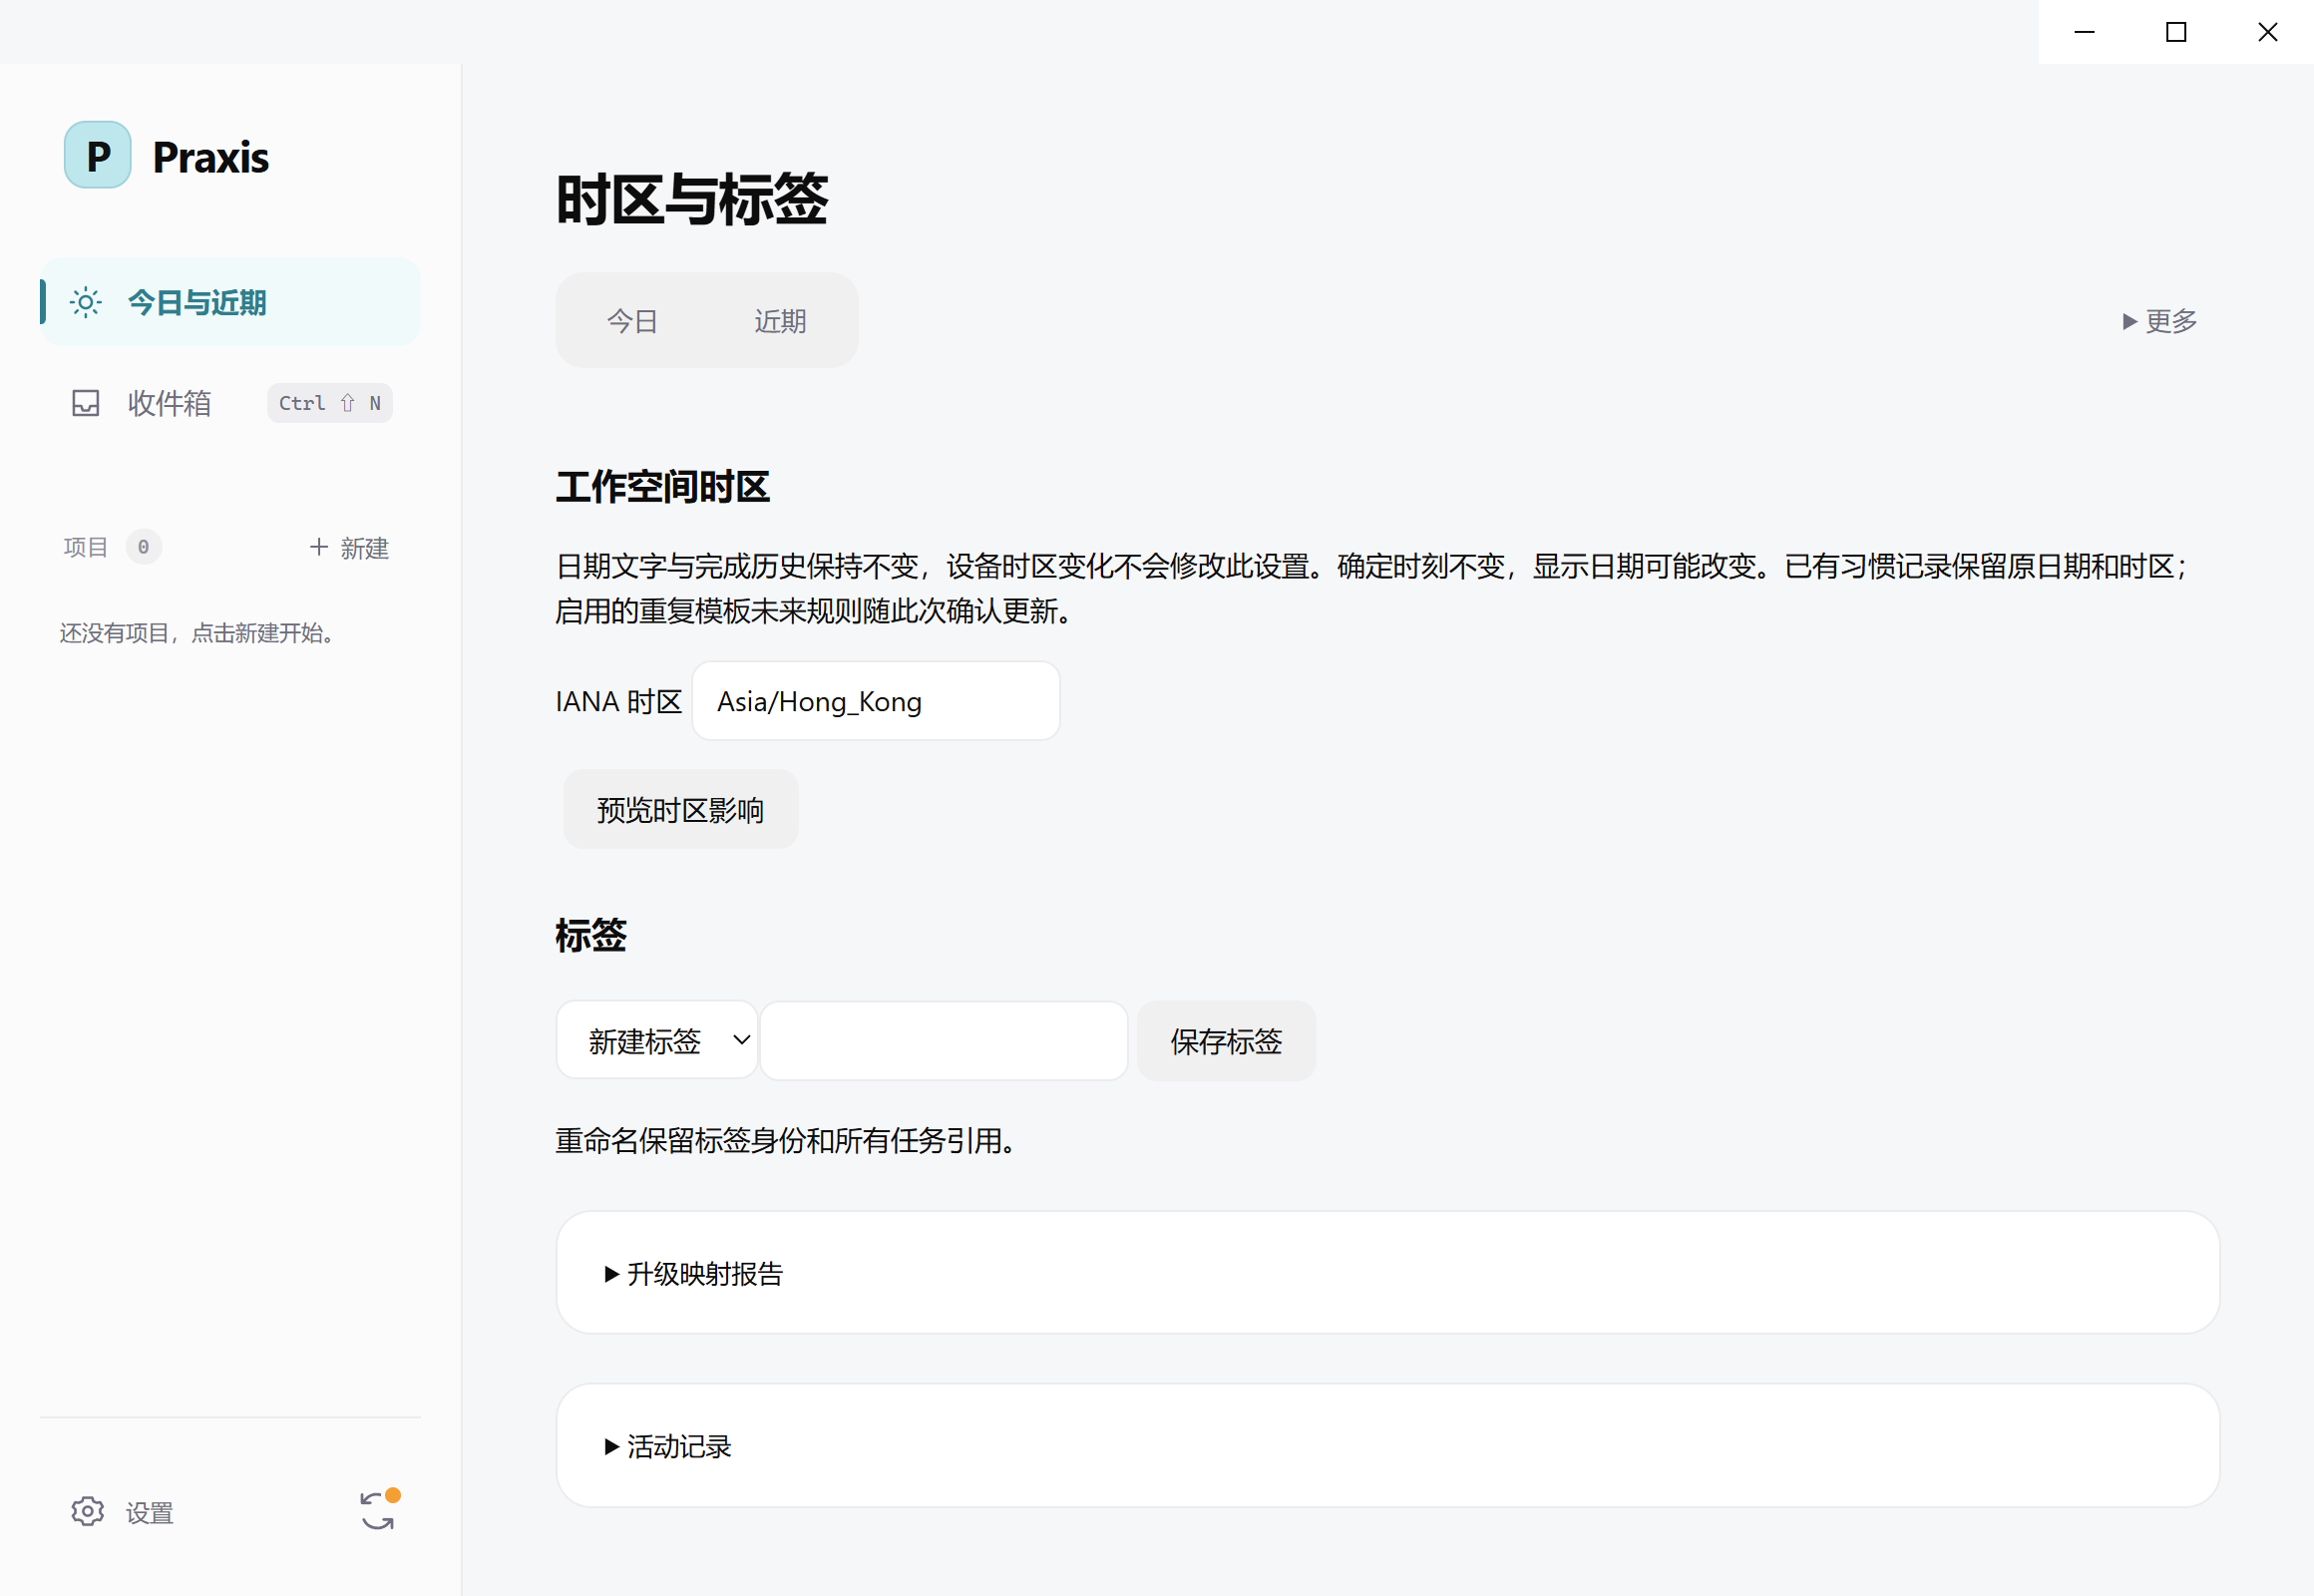 P Praxis
今日与近期
收件箱 Ctrl ⇧ N
项目 0 + 新建
还没有项目，点击新建开始。
设置
时区与标签
今日 近期 ▶ 更多
工作空间时区
日期文字与完成历史保持不变，设备时区变化不会修改此设置。确定时刻不变，显示日期可能改变。已有习惯记录保留原日期和时区；
启用的重复模板未来规则随此次确认更新。
IANA 时区 Asia/Hong_Kong
预览时区影响
标签
新建标签 保存标签
重命名保留标签身份和所有任务引用。
▶ 升级映射报告
▶ 活动记录